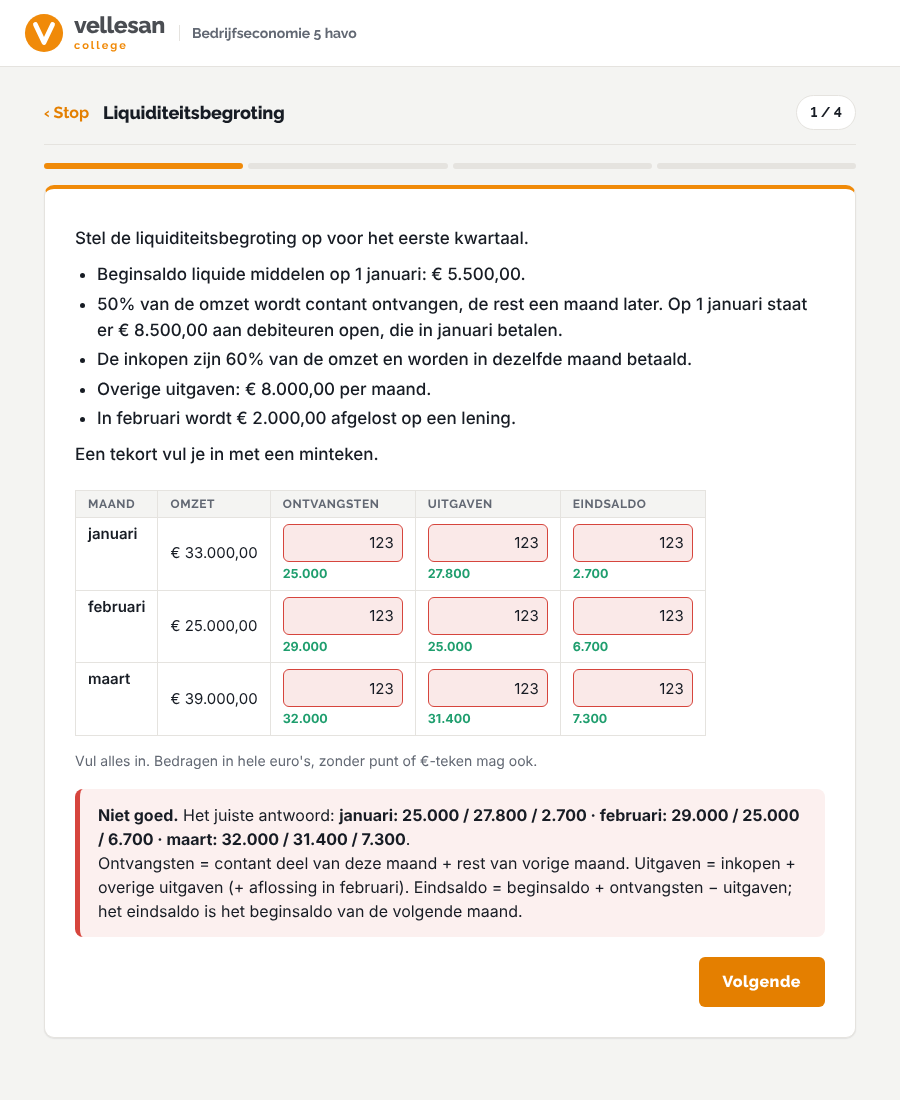 vellesan
college
Bedrijfseconomie 5 havo
‹ Stop
Liquiditeitsbegroting
1 / 4
Stel de liquiditeitsbegroting op voor het eerste kwartaal.
• Beginsaldo liquide middelen op 1 januari: € 5.500,00.
• 50% van de omzet wordt contant ontvangen, de rest een maand later. Op 1 januari staat
er € 8.500,00 aan debiteuren open, die in januari betalen.
• De inkopen zijn 60% van de omzet en worden in dezelfde maand betaald.
• Overige uitgaven: € 8.000,00 per maand.
• In februari wordt € 2.000,00 afgelost op een lening.
Een tekort vul je in met een minteken.
MAAND OMZET ONTVANGSTEN UITGAVEN EINDSALDO
januari € 33.000,00 123 123 123
25.000 27.800 2.700
februari € 25.000,00 123 123 123
29.000 25.000 6.700
maart € 39.000,00 123 123 123
32.000 31.400 7.300
Vul alles in. Bedragen in hele euro's, zonder punt of €-teken mag ook.
Niet goed. Het juiste antwoord: januari: 25.000 / 27.800 / 2.700 · februari: 29.000 / 25.000
/ 6.700 · maart: 32.000 / 31.400 / 7.300.
Ontvangsten = contant deel van deze maand + rest van vorige maand. Uitgaven = inkopen +
overige uitgaven (+ aflossing in februari). Eindsaldo = beginsaldo + ontvangsten − uitgaven;
het eindsaldo is het beginsaldo van de volgende maand.
Volgende